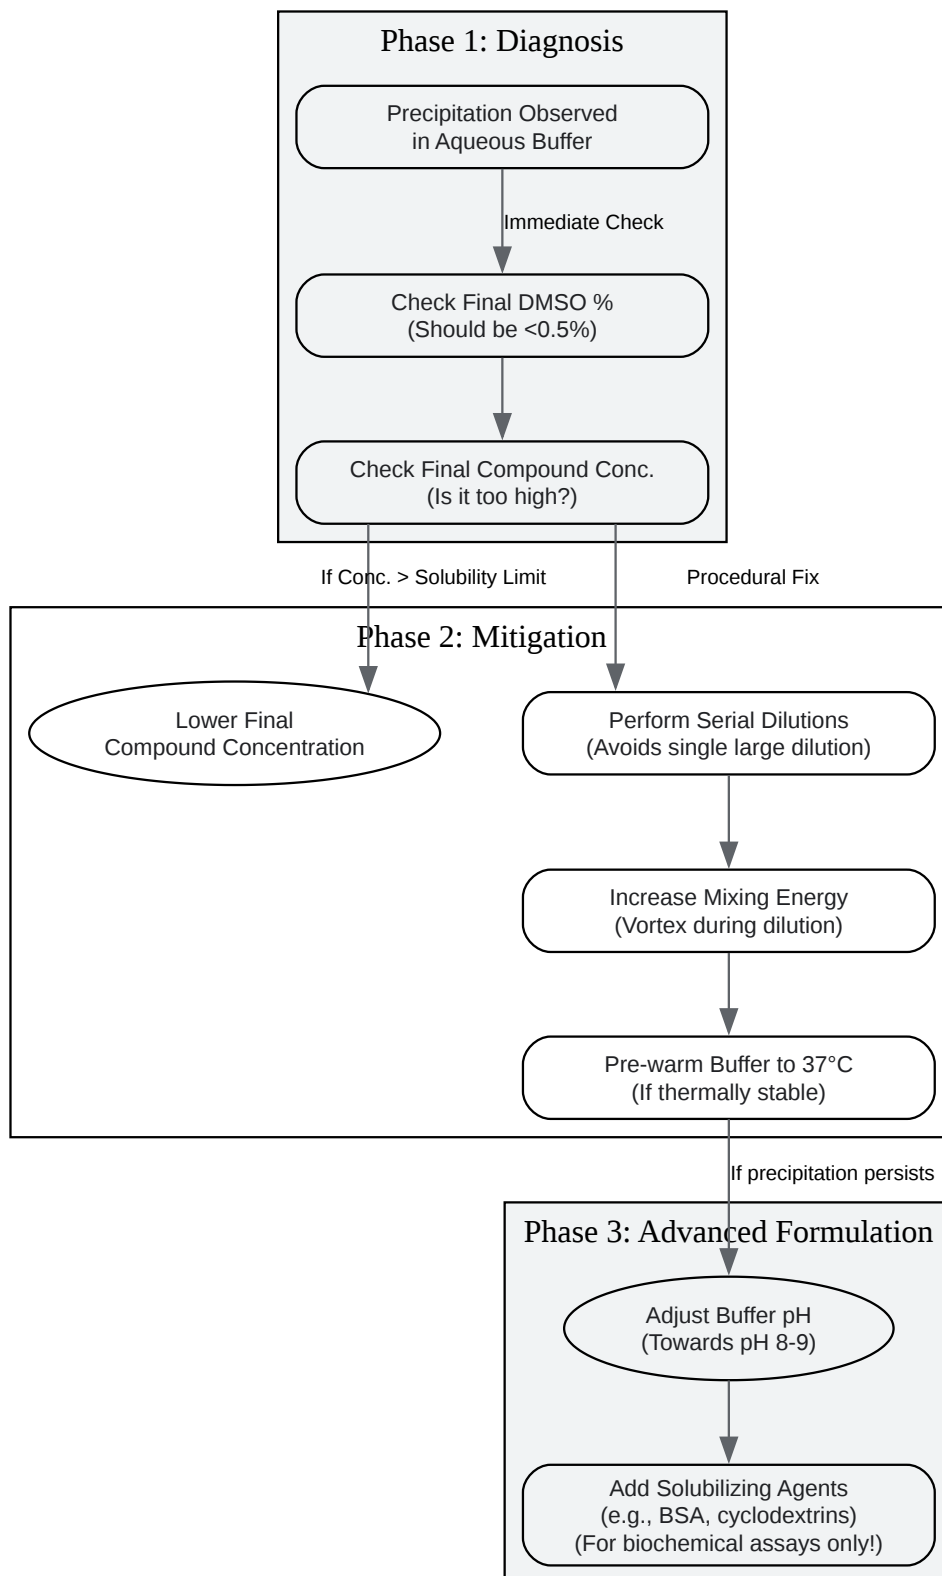 Phase 1: Diagnosis
Precipitation Observed
in Aqueous Buffer
Immediate Check
Check Final DMSO %
(Should be <0.5%)
Check Final Compound Conc.
(Is it too high?)
If Conc. > Solubility Limit
Procedural Fix
Phase 2: Mitigation
Lower Final
Compound Concentration
Perform Serial Dilutions
(Avoids single large dilution)
Increase Mixing Energy
(Vortex during dilution)
Pre-warm Buffer to 37°C
(If thermally stable)
If precipitation persists
Phase 3: Advanced Formulation
Adjust Buffer pH
(Towards pH 8-9)
Add Solubilizing Agents
(e.g., BSA, cyclodextrins)
(For biochemical assays only!)